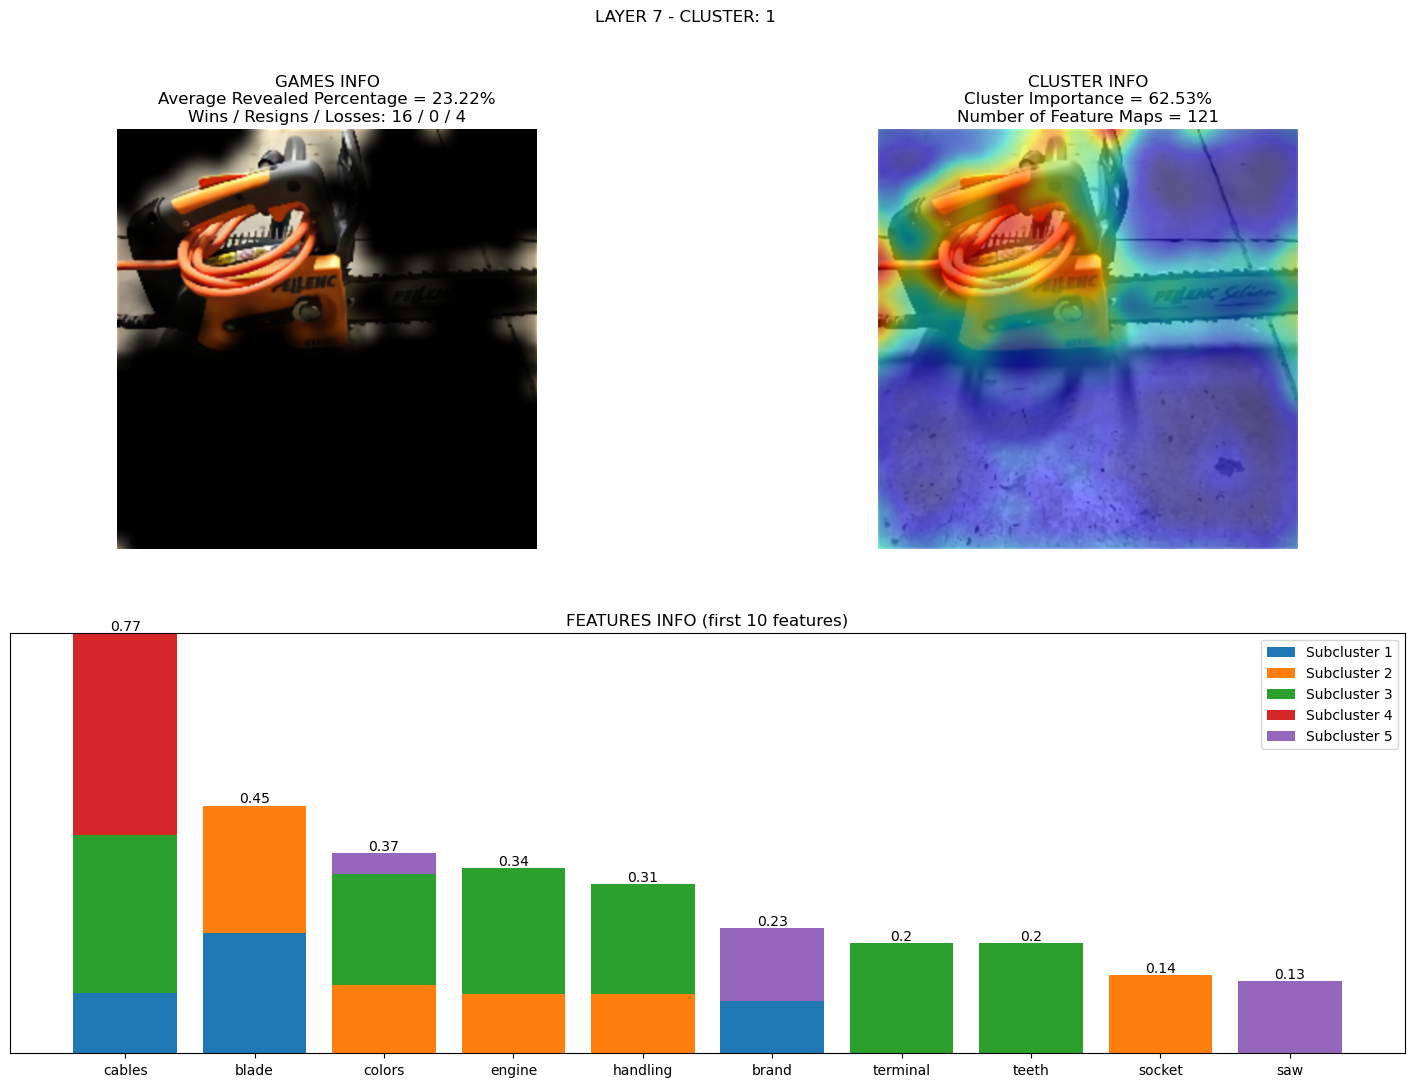 LAYER 7 - CLUSTER: 1
GAMES INFO
Average Revealed Percentage = 23.22%
Wins / Resigns / Losses: 16 / 0 / 4
CLUSTER INFO
Cluster Importance = 62.53%
Number of Feature Maps = 121
PELLENC
PELLENC
PELLENC
PELLENC Selion
FEATURES INFO (first 10 features)
0.77
0.45
0.37
0.34
0.31
0.23
0.2
0.2
0.14
0.13
Subcluster 1
Subcluster 2
Subcluster 3
Subcluster 4
Subcluster 5
cables
blade
colors
engine
handling
brand
terminal
teeth
socket
saw